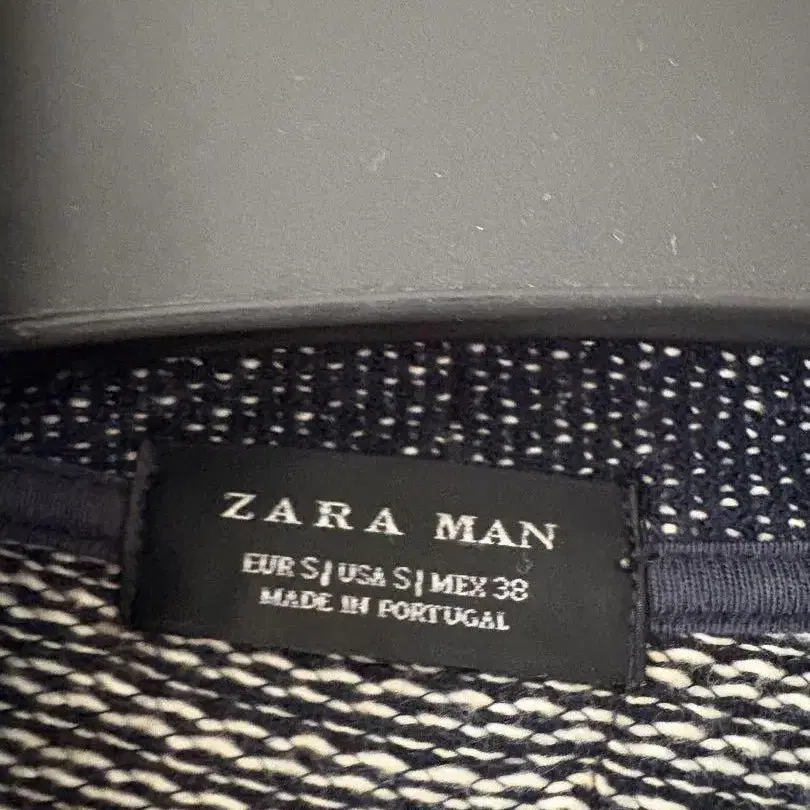 ZARA MAN
EUR S| USA S| MEX 38
MADE IN PORTUGAL